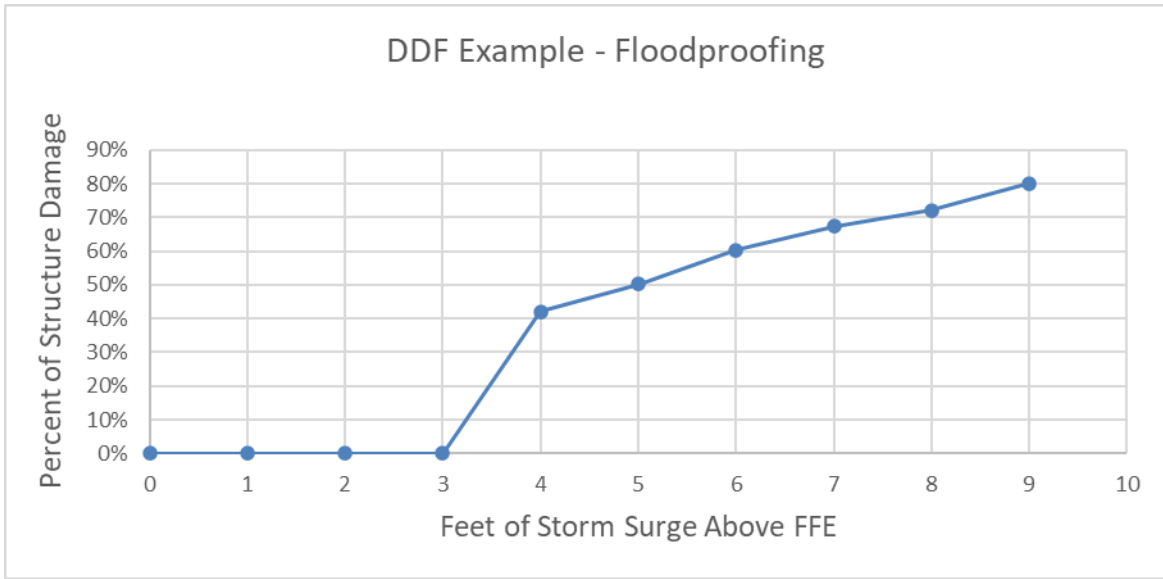 DDF Example - Floodproofing
Percent of Structure Damage
90%
80%
70%
60%
50%
40%
30%
20%
10%
0%
0 1 2 3 4 5 6 7 8 9 10
Feet of Storm Surge Above FFE